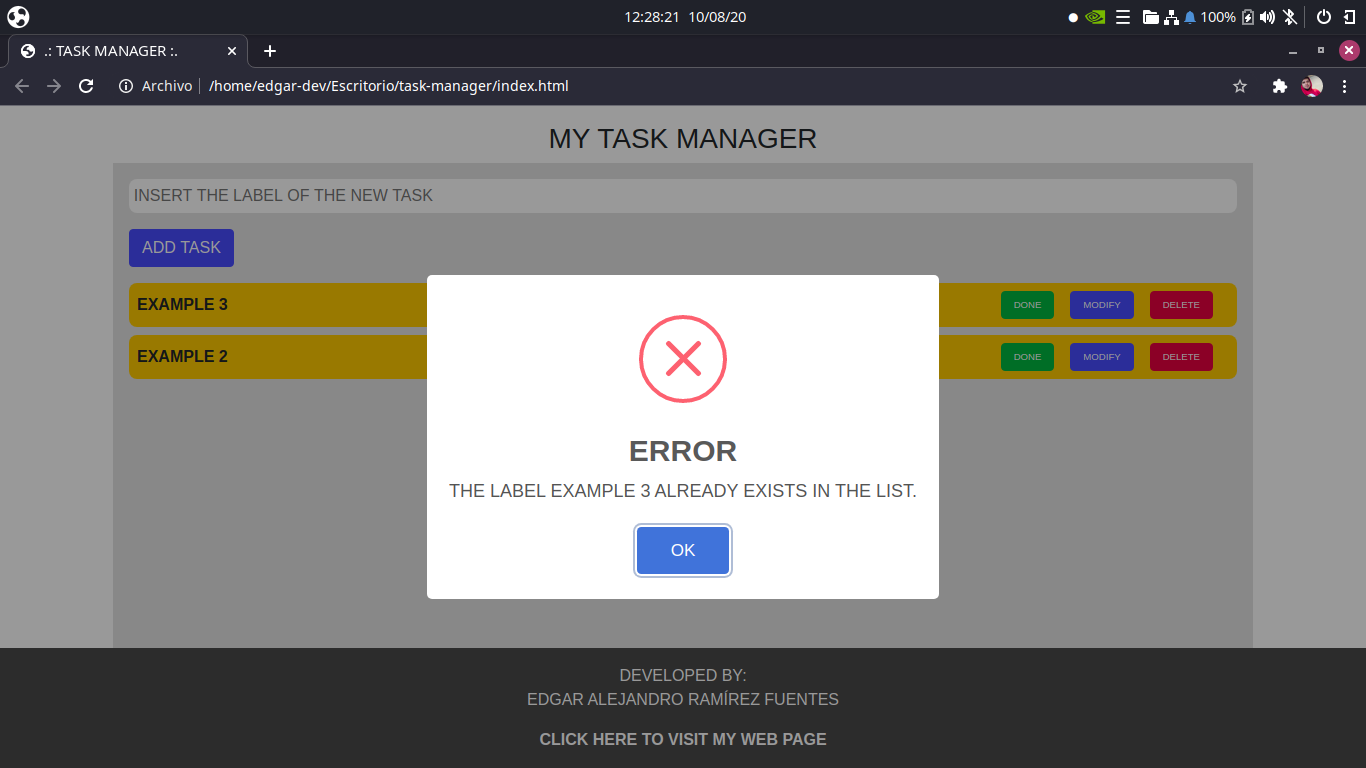 12:28:21 10/08/20
100%
.: TASK MANAGER :.
Archivo /home/edgar-dev/Escritorio/task-manager/index.html
MY TASK MANAGER
INSERT THE LABEL OF THE NEW TASK
ADD TASK
EXAMPLE 3 DONE MODIFY DELETE
EXAMPLE 2 DONE MODIFY DELETE
ERROR
THE LABEL EXAMPLE 3 ALREADY EXISTS IN THE LIST.
OK
DEVELOPED BY:
EDGAR ALEJANDRO RAMÍREZ FUENTES
CLICK HERE TO VISIT MY WEB PAGE